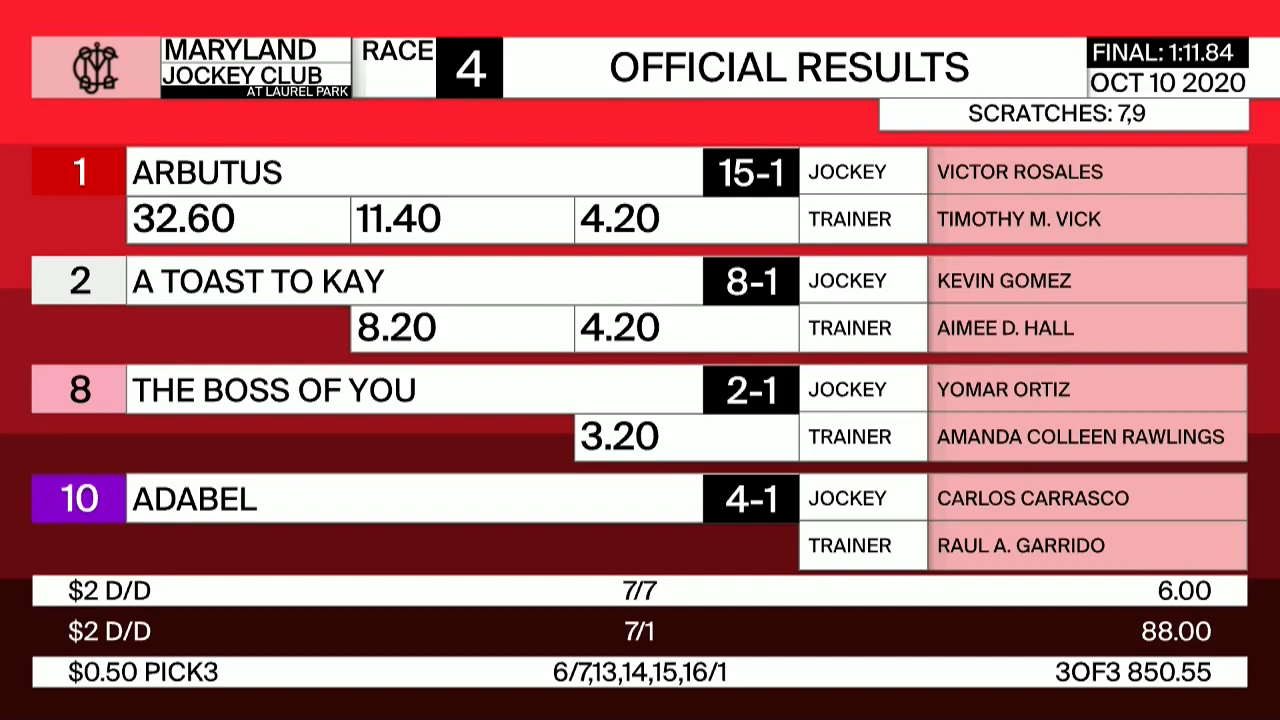 MARYLAND
JOCKEY CLUB
AT LAUREL PARK
RACE 4
OFFICIAL RESULTS
FINAL: 1:11.84
OCT 10 2020
SCRATCHES: 7,9
1 ARBUTUS 15-1 JOCKEY VICTOR ROSALES
32.60 11.40 4.20 TRAINER TIMOTHY M. VICK
2 A TOAST TO KAY 8-1 JOCKEY KEVIN GOMEZ
8.20 4.20 TRAINER AIMEE D. HALL
8 THE BOSS OF YOU 2-1 JOCKEY YOMAR ORTIZ
3.20 TRAINER AMANDA COLLEEN RAWLINGS
10 ADABEL 4-1 JOCKEY CARLOS CARRASCO
TRAINER RAUL A. GARRIDO
$2 D/D 7/7 6.00
$2 D/D 7/1 88.00
$0.50 PICK3 6/7,13,14,15,16/1 3OF3 850.55